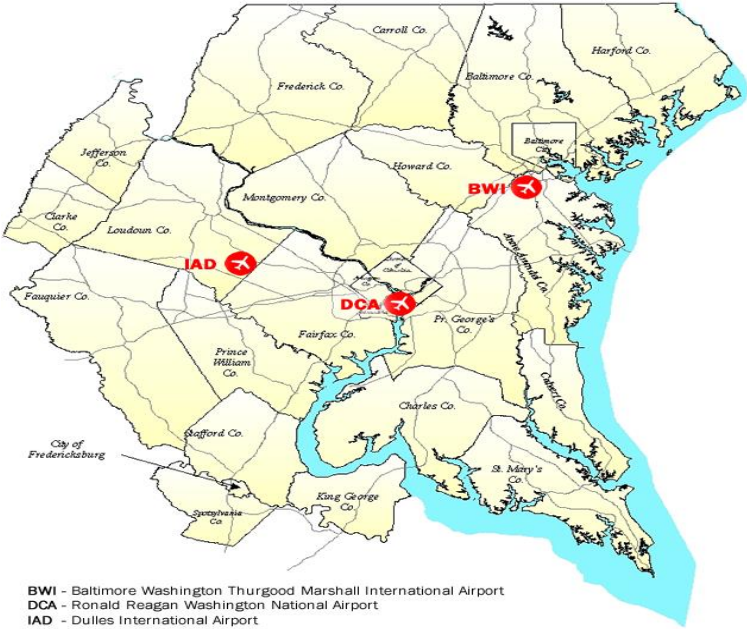 Carroll Co.
Harford Co.
Baltimore Co.
Frederick Co.
Baltimore
City
Jefferson
Co.
Howard Co.
BWI
Montgomery Co.
Clarke
Co.
Loudoun Co.
Anne Arundel Co.
IAD
District
of
Columbia
Fauquier Co.
DCA
Pr. George's
Co.
Fairfax Co.
Prince
William
Co.
Calvert Co.
Charles Co.
Stafford Co.
City of
Fredericksburg
St. Mary's
Co.
King George
Co.
Spotsylvania
Co.
BWI - Baltimore Washington Thurgood Marshall International Airport
DCA - Ronald Reagan Washington National Airport
IAD - Dulles International Airport